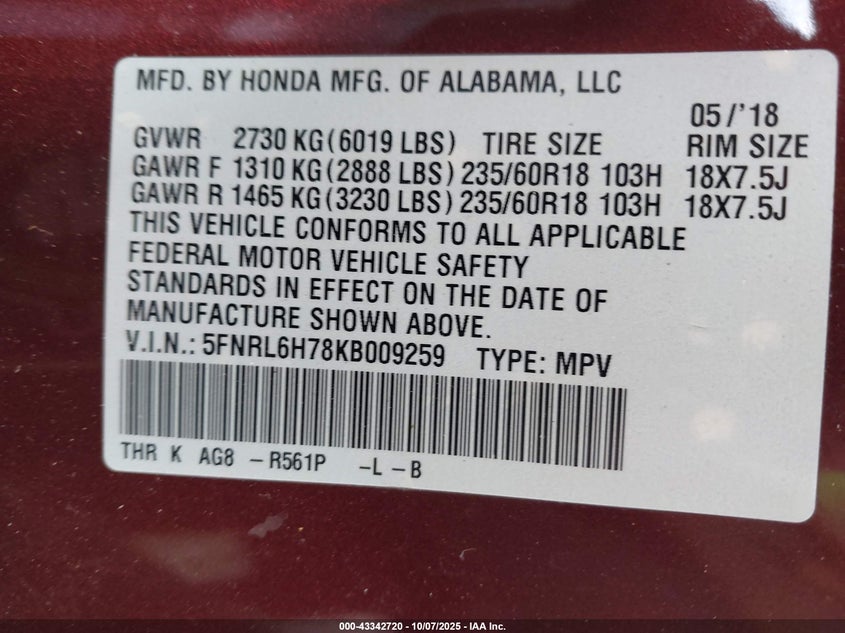 MFD. BY HONDA MFG. OF ALABAMA, LLC
05/'18
GVWR 2730 KG(6019 LBS) TIRE SIZE RIM SIZE
GAWR F 1310 KG(2888 LBS) 235/60R18 103H 18X7.5J
GAWR R 1465 KG(3230 LBS) 235/60R18 103H 18X7.5J
THIS VEHICLE CONFORMS TO ALL APPLICABLE
FEDERAL MOTOR VEHICLE SAFETY
STANDARDS IN EFFECT ON THE DATE OF
MANUFACTURE SHOWN ABOVE.
V.I.N.: 5FNRL6H78KB009259 TYPE: MPV
THR K AG8 -R561P -L -B
000-43342720 - 10/07/2025 - IAA Inc.